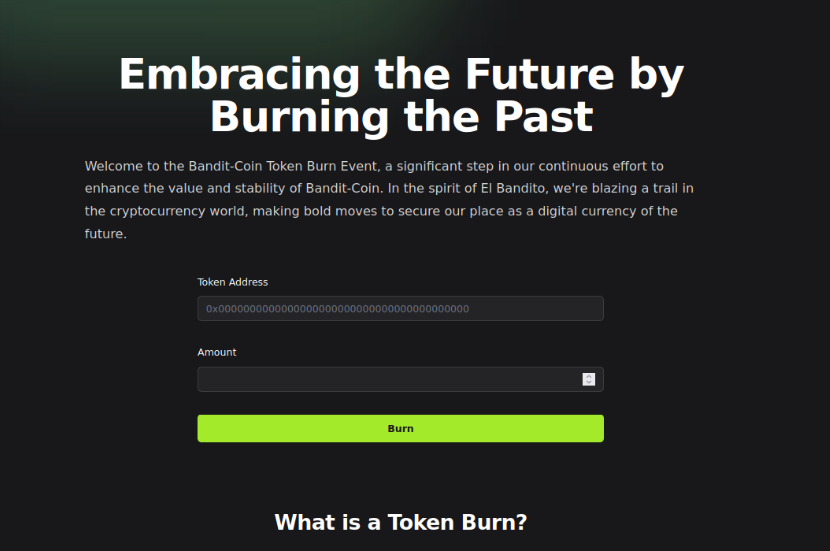 Embracing the Future by
Burning the Past
Welcome to the Bandit-Coin Token Burn Event, a significant step in our continuous effort to
enhance the value and stability of Bandit-Coin. In the spirit of El Bandito, we're blazing a trail in
the cryptocurrency world, making bold moves to secure our place as a digital currency of the
future.
Token Address
0x0000000000000000000000000000000000000000
Amount
Burn
What is a Token Burn?